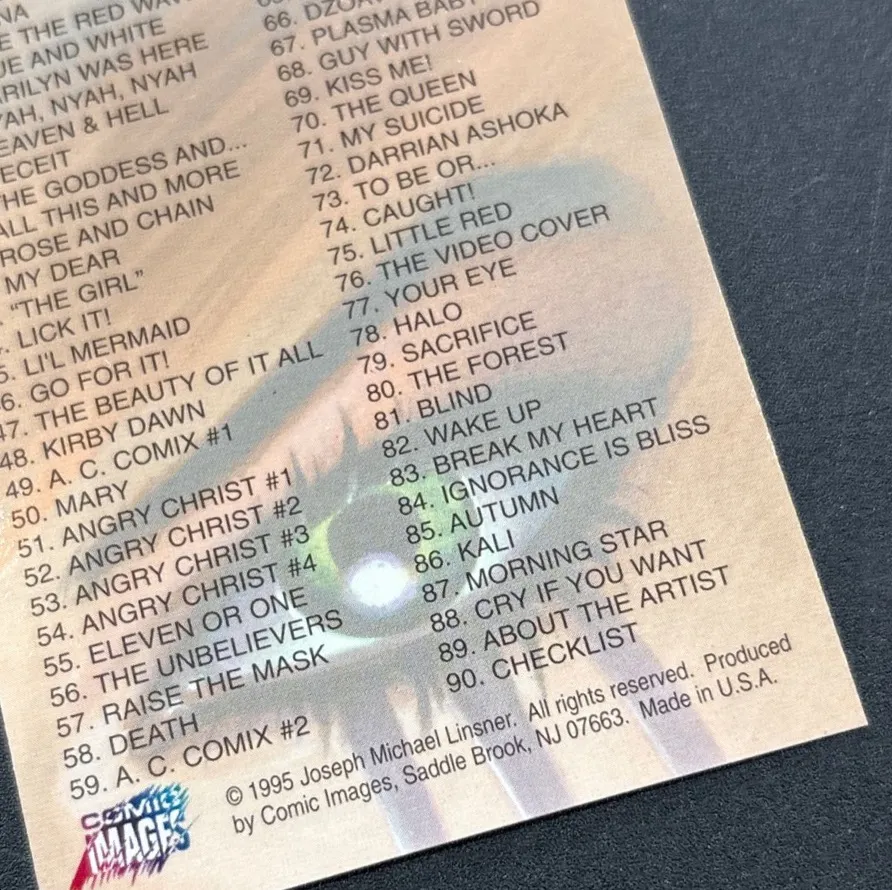 NA
E THE RED WAV
UE AND WHITE
ARILYN WAS HERE
YAH, NYAH, NYAH
EAVEN & HELL
ECEIT
THE GODDESS AND...
ALL THIS AND MORE
ROSE AND CHAIN
MY DEAR
"THE GIRL"
LICK IT!
5. LI'L MERMAID
46. GO FOR IT!
47. THE BEAUTY OF IT ALL
48. KIRBY DAWN
49. A. C. COMIX #1
50. MARY
51. ANGRY CHRIST #1
52. ANGRY CHRIST #2
53. ANGRY CHRIST #3
54. ANGRY CHRIST #4
55. ELEVEN OR ONE
56. THE UNBELIEVERS
57. RAISE THE MASK
58. DEATH
59. A. C. COMIX #2
66.
67. PLASMA BABY
68. GUY WITH SWORD
69. KISS ME!
70. THE QUEEN
71. MY SUICIDE
72. DARRIAN ASHOKA
73. TO BE OR...
74. CAUGHT!
75. LITTLE RED
76. THE VIDEO COVER
77. YOUR EYE
78. HALO
79. SACRIFICE
80. THE FOREST
81. BLIND
82. WAKE UP
83. BREAK MY HEART
84. IGNORANCE IS BLISS
85. AUTUMN
86. KALI
87. MORNING STAR
88. CRY IF YOU WANT
89. ABOUT THE ARTIST
90. CHECKLIST
© 1995 Joseph Michael Linsner. All rights reserved. Produced
by Comic Images, Saddle Brook, NJ 07663. Made in U.S.A.
COMIC
IMAGES